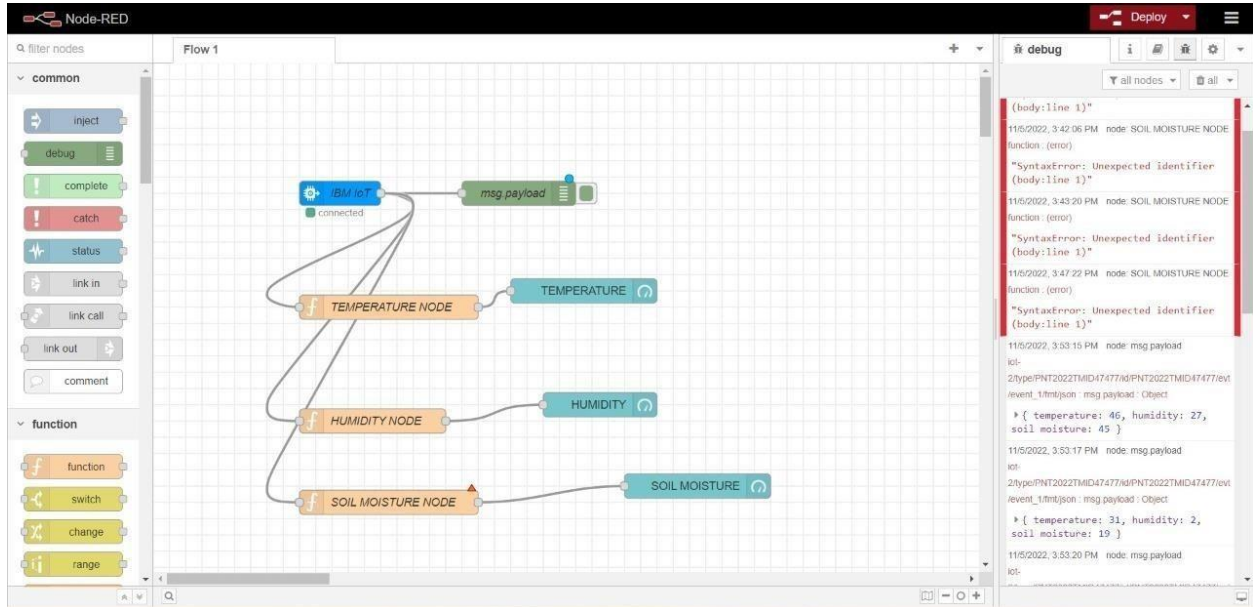 Node-RED
Deploy
filter nodes
Flow 1
debug
i
all nodes
all
common
inject
debug
complete
catch
status
link in
link call
link out
comment
function
f function
switch
change
range
IBM IoT
connected
msg.payload
f TEMPERATURE NODE
TEMPERATURE
f HUMIDITY NODE
HUMIDITY
f SOIL MOISTURE NODE
SOIL MOISTURE
(body:line 1)"
11/5/2022, 3:42:06 PM node: SOIL MOISTURE NODE
function : (error)
"SyntaxError: Unexpected identifier
(body:line 1)"
11/5/2022, 3:43:20 PM node: SOIL MOISTURE NODE
function : (error)
"SyntaxError: Unexpected identifier
(body:line 1)"
11/5/2022, 3:47:22 PM node: SOIL MOISTURE NODE
function : (error)
"SyntaxError: Unexpected identifier
(body:line 1)"
11/5/2022, 3:53:15 PM node: msg.payload
iot-
2/type/PNT2022TMID47477/id/PNT2022TMID47477/evt
/event_1/fmt/json : msg.payload : Object
{ temperature: 46, humidity: 27,
soil moisture: 45 }
11/5/2022, 3:53:17 PM node: msg.payload
iot-
2/type/PNT2022TMID47477/id/PNT2022TMID47477/evt
/event_1/fmt/json : msg.payload : Object
{ temperature: 31, humidity: 2,
soil moisture: 19 }
11/5/2022, 3:53:20 PM node: msg.payload
iot-